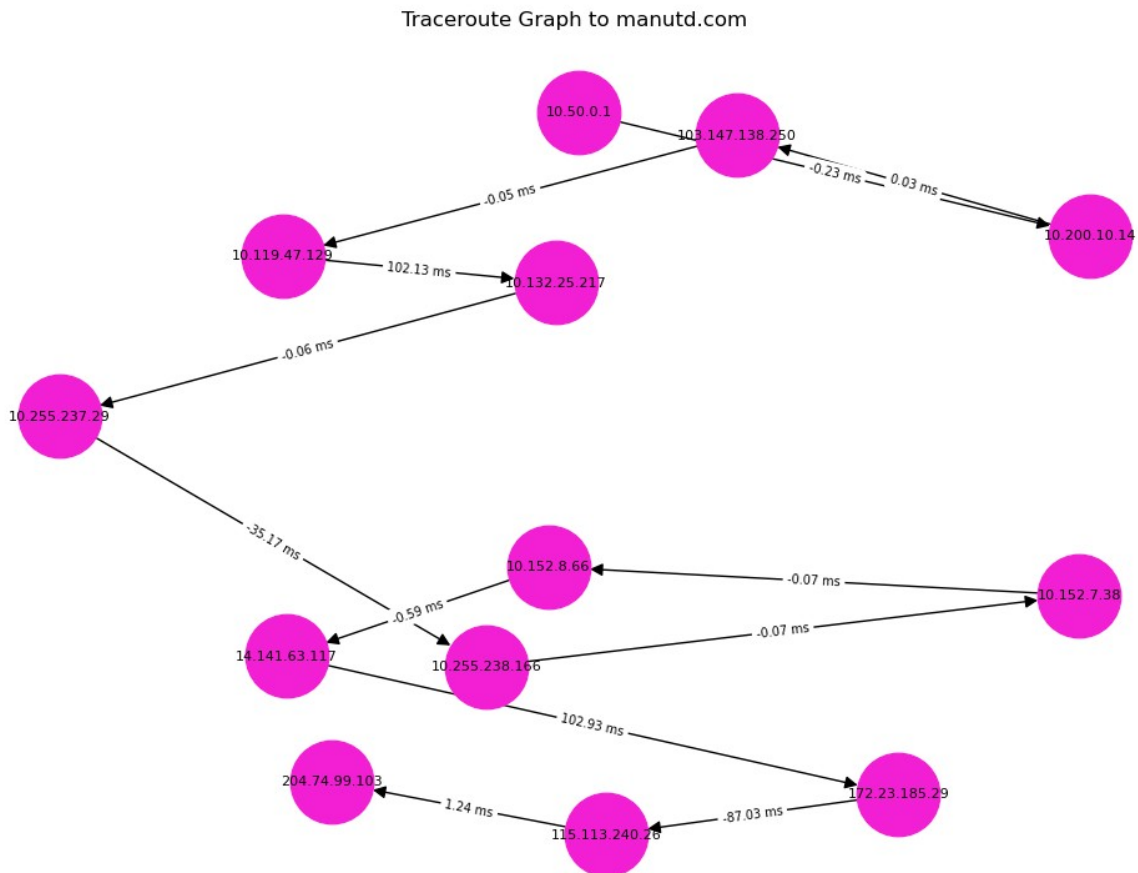 Traceroute Graph to manutd.com
10.50.0.1
103.147.138.250
-0.23 ms
0.03 ms
-0.05 ms
10.200.10.14
10.119.47.129
102.13 ms
10.132.25.217
-0.06 ms
10.255.237.29
-35.17 ms
10.152.8.66
-0.07 ms
10.152.7.38
-0.59 ms
-0.07 ms
14.141.63.117
10.255.238.166
102.93 ms
204.74.99.103
172.23.185.29
1.24 ms
-87.03 ms
115.113.240.26